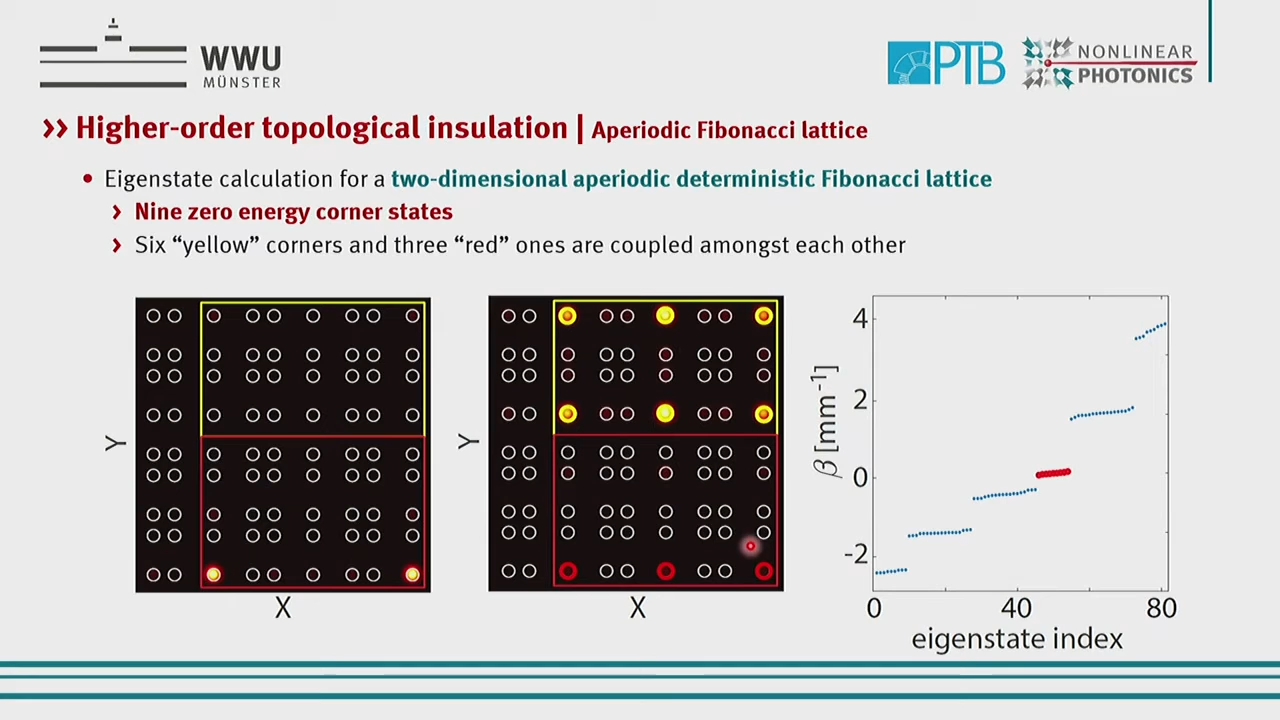 WWU
MÜNSTER
PTB
NONLINEAR
PHOTONICS
>> Higher-order topological insulation | Aperiodic Fibonacci lattice
• Eigenstate calculation for a two-dimensional aperiodic deterministic Fibonacci lattice
› Nine zero energy corner states
› Six “yellow” corners and three “red” ones are coupled amongst each other
Y
X
Y
X
β [mm⁻¹]
4
2
0
-2
0 40 80
eigenstate index